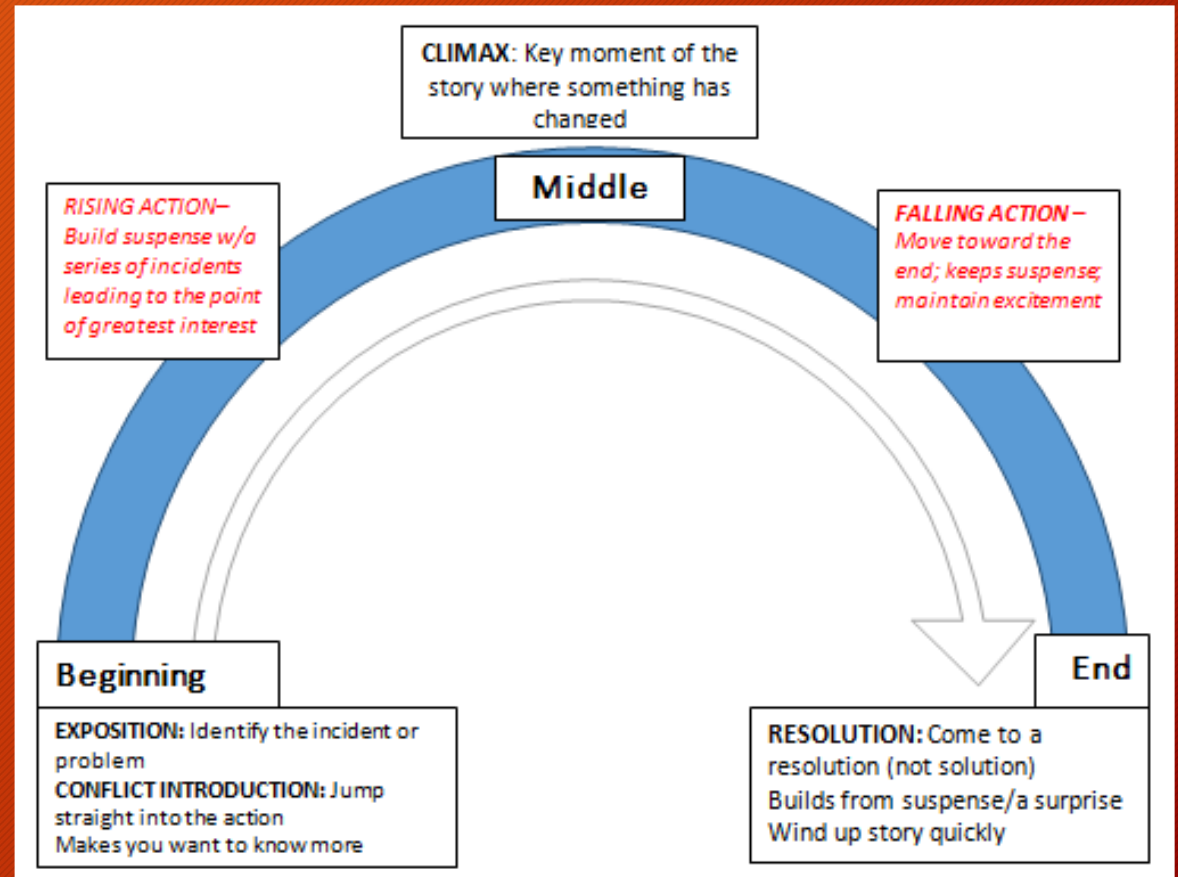 CLIMAX: Key moment of the
story where something has
changed
Middle
RISING ACTION–
Build suspense w/a
series of incidents
leading to the point
of greatest interest
FALLING ACTION –
Move toward the
end; keeps suspense;
maintain excitement
Beginning
EXPOSITION: Identify the incident or
problem
CONFLICT INTRODUCTION: Jump
straight into the action
Makes you want to know more
End
RESOLUTION: Come to a
resolution (not solution)
Builds from suspense/a surprise
Wind up story quickly